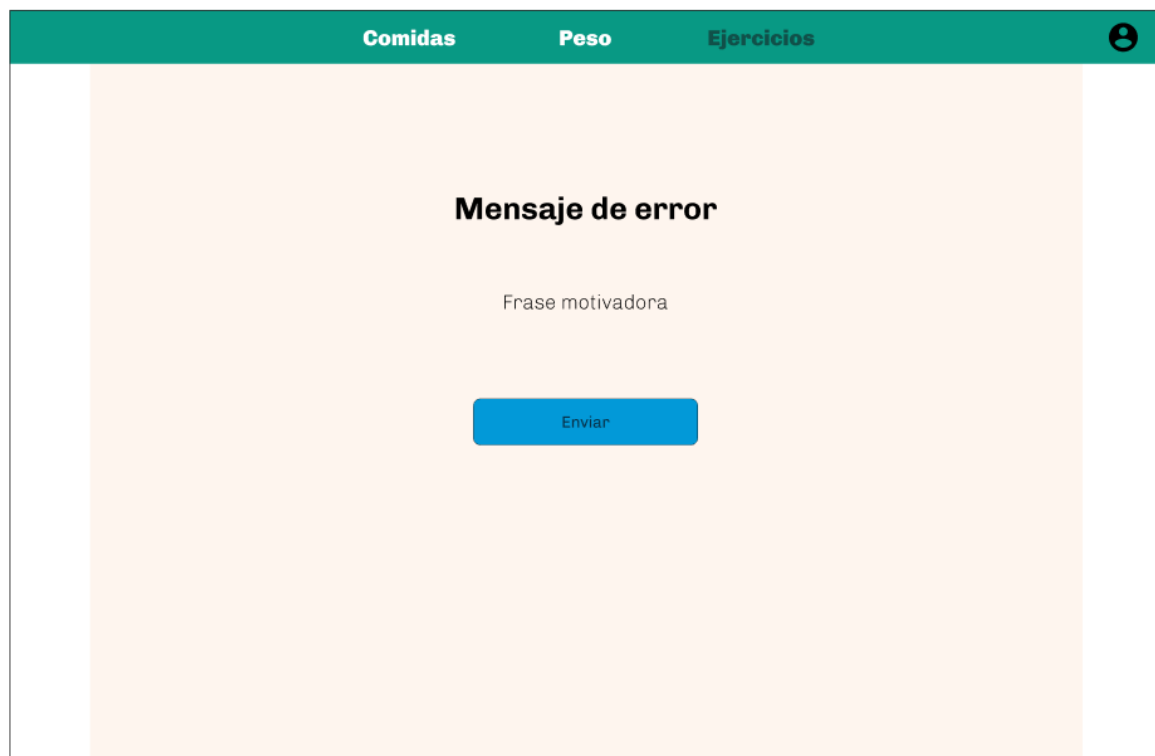 Comidas Peso Ejercicios
Mensaje de error
Frase motivadora
Enviar